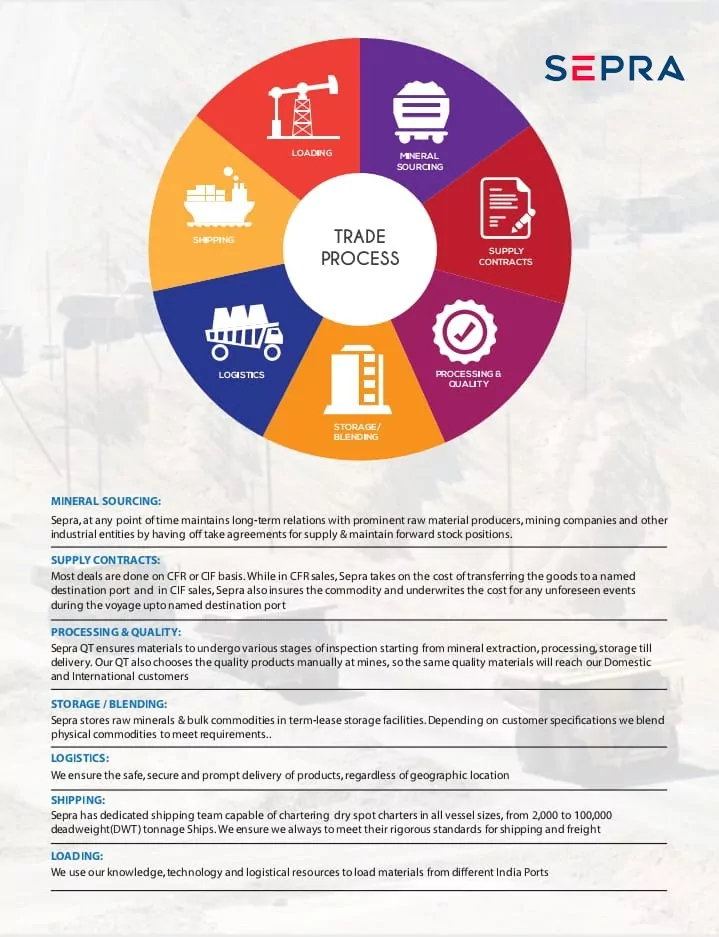 SEPRA
LOADING
MINERAL
SOURCING
SHIPPING
TRADE
PROCESS
SUPPLY
CONTRACTS
LOGISTICS
PROCESSING &
QUALITY
STORAGE/
BLENDING
MINERAL SOURCING:
Sepra, at any point of time maintains long-term relations with prominent raw material producers, mining companies and other
industrial entities by having off take agreements for supply & maintain forward stock positions.
SUPPLY CONTRACTS:
Most deals are done on CFR or CIF basis. While in CFR sales, Sepra takes on the cost of transferring the goods to a named
destination port and in CIF sales, Sepra also insures the commodity and underwrites the cost for any unforeseen events
during the voyage upto named destination port
PROCESSING & QUALITY:
Sepra QT ensures materials to undergo various stages of inspection starting from mineral extraction, processing, storage till
delivery. Our QT also chooses the quality products manually at mines, so the same quality materials will reach our Domestic
and International customers
STORAGE / BLENDING:
Sepra stores raw minerals & bulk commodities in term-lease storage facilities. Depending on customer specifications we blend
physical commodities to meet requirements..
LOGISTICS:
We ensure the safe, secure and prompt delivery of products, regardless of geographic location
SHIPPING:
Sepra has dedicated shipping team capable of chartering dry spot charters in all vessel sizes, from 2,000 to 100,000
deadweight(DWT) tonnage Ships. We ensure we always to meet their rigorous standards for shipping and freight
LOADING:
We use our knowledge, technology and logistical resources to load materials from different India Ports